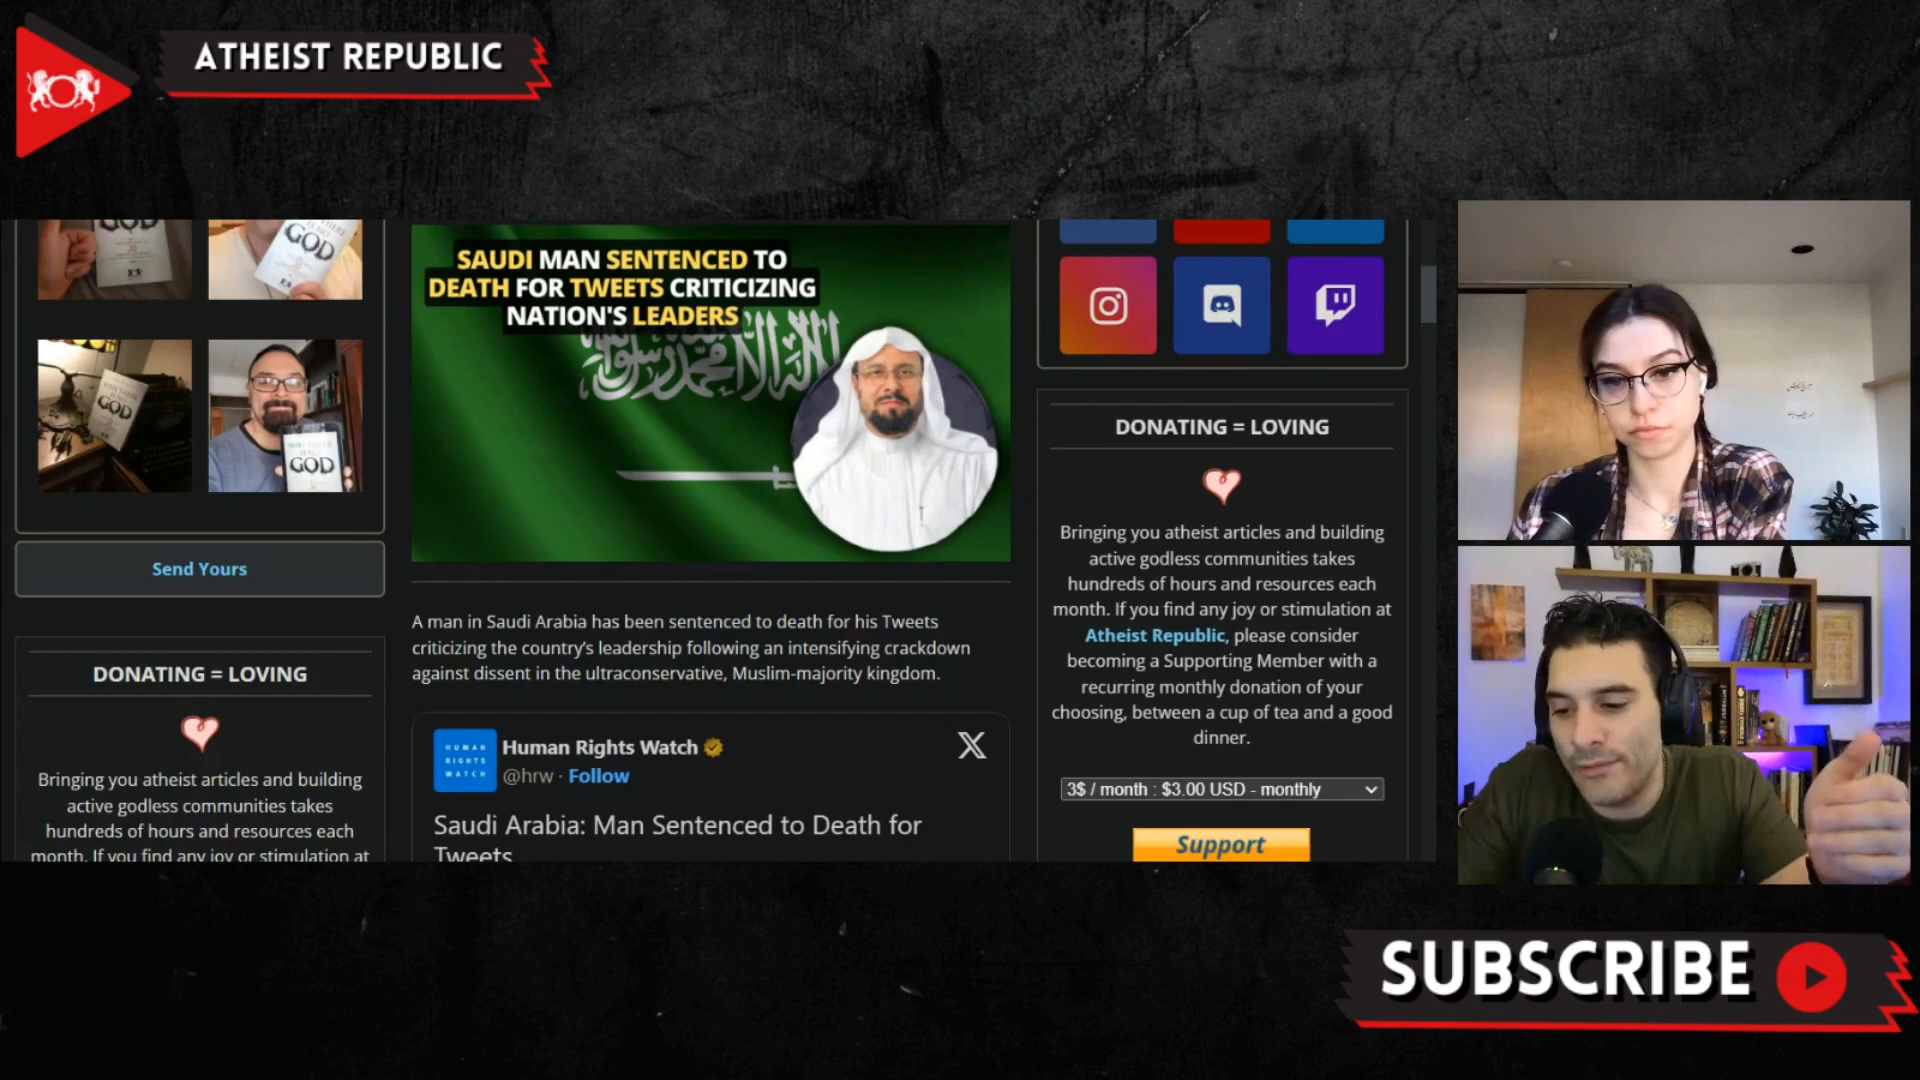 ATHEIST REPUBLIC
GOD
IS NO
GOD
GOD
GOD
Send Yours
DONATING = LOVING
Bringing you atheist articles and building
active godless communities takes
hundreds of hours and resources each
month. If you find any joy or stimulation at
SAUDI MAN SENTENCED TO
DEATH FOR TWEETS CRITICIZING
NATION'S LEADERS
A man in Saudi Arabia has been sentenced to death for his Tweets
criticizing the country's leadership following an intensifying crackdown
against dissent in the ultraconservative, Muslim-majority kingdom.
HUMAN
RIGHTS
WATCH
Human Rights Watch
@hrw · Follow
Saudi Arabia: Man Sentenced to Death for
Tweets
DONATING = LOVING
Bringing you atheist articles and building
active godless communities takes
hundreds of hours and resources each
month. If you find any joy or stimulation at
Atheist Republic, please consider
becoming a Supporting Member with a
recurring monthly donation of your
choosing, between a cup of tea and a good
dinner.
3$ / month : $3.00 USD - monthly
Support
SUBSCRIBE